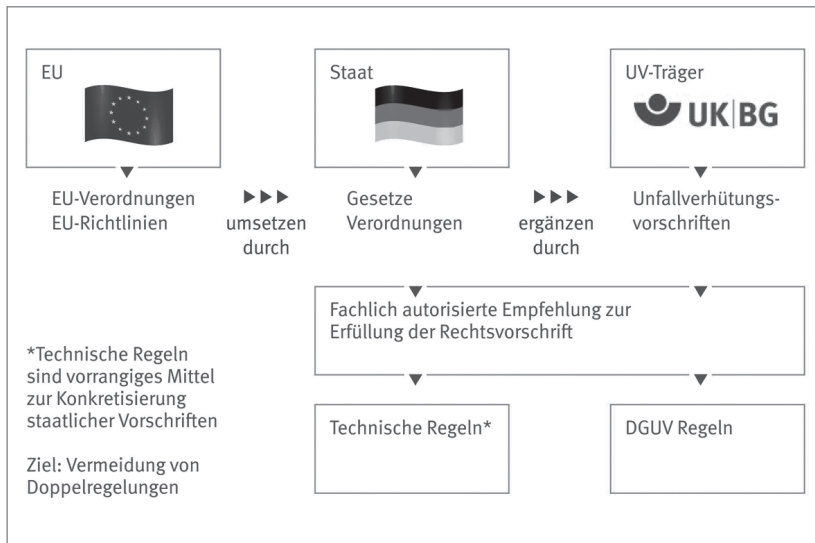 EU
Staat
UV-Träger
UK|BG
EU-Verordnungen
EU-Richtlinien
▶▶▶
umsetzen
durch
Gesetze
Verordnungen
▶▶▶
ergänzen
durch
Unfallverhütungs-
vorschriften
Fachlich autorisierte Empfehlung zur
Erfüllung der Rechtsvorschrift
*Technische Regeln
sind vorrangiges Mittel
zur Konkretisierung
staatlicher Vorschriften
Ziel: Vermeidung von
Doppelregelungen
Technische Regeln*
DGUV Regeln